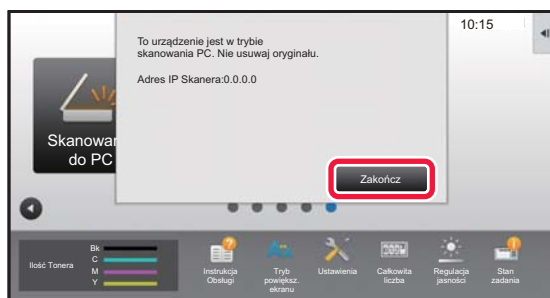 10:15
To urządzenie jest w trybie
skanowania PC. Nie usuwaj oryginału.
Adres IP Skanera:0.0.0.0
Skanowan
do PC
Zakończ
Ilość Tonera
Bk
C
M
Y
Instrukcja
Obsługi
Tryb
powiększ.
ekranu
Ustawienia
Całkowita
liczba
Regulacja
jasności
Stan
zadania